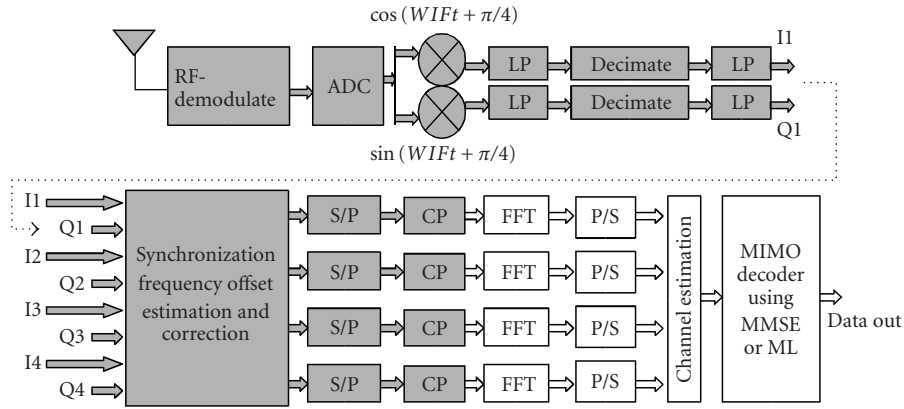 cos (WIFt + π/4)
I1
RF-
demodulate
ADC
LP
Decimate
LP
LP
Decimate
LP
Q1
sin (WIFt + π/4)
I1
Q1
I2
Q2
I3
Q3
I4
Q4
Synchronization
frequency offset
estimation and
correction
S/P
CP
FFT
P/S
S/P
CP
FFT
P/S
S/P
CP
FFT
P/S
S/P
CP
FFT
P/S
Channel estimation
MIMO
decoder
using
MMSE
or ML
Data out